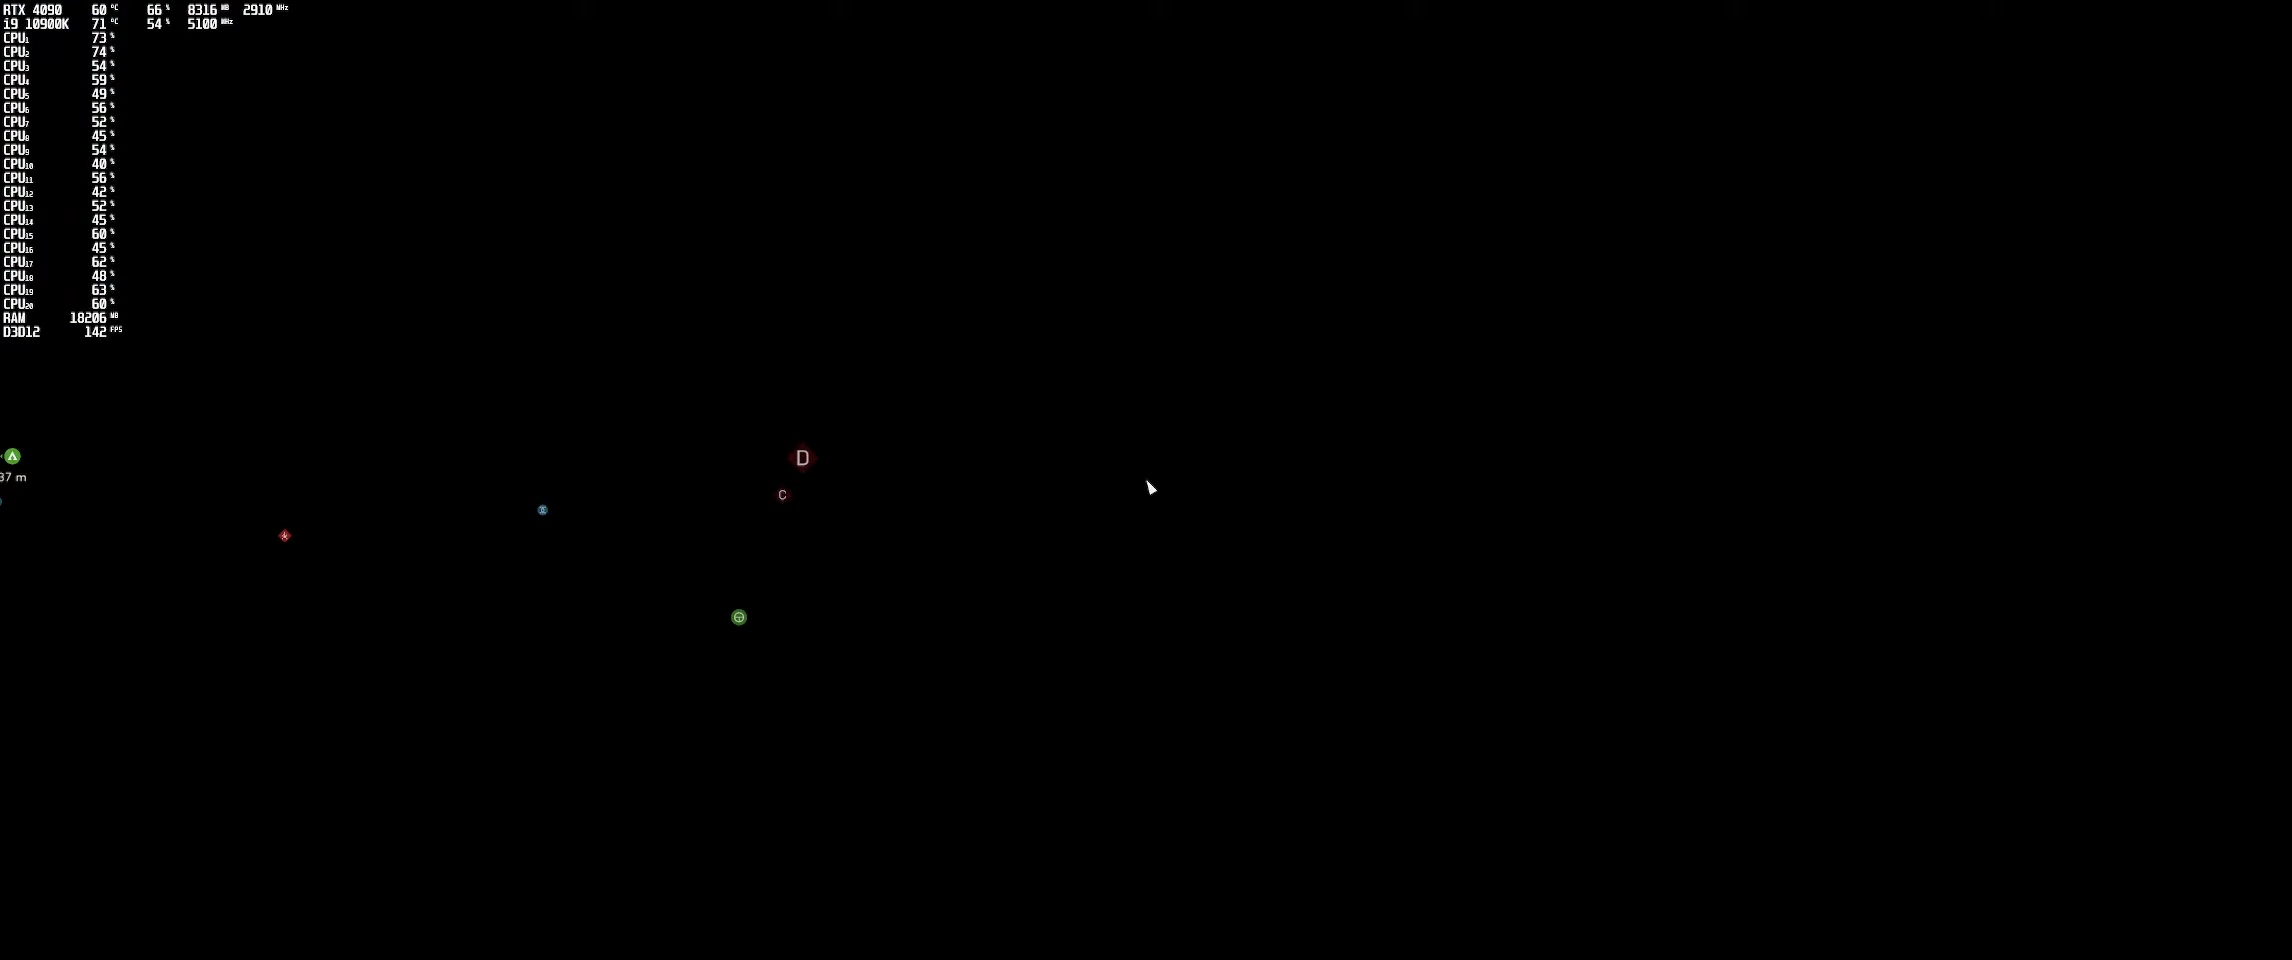 RTX 4090 60 °C 66 % 8316 MB 2910 MHz
i9 10900K 71 °C 54 % 5100 MHz
CPU1 73 %
CPU2 74 %
CPU3 54 %
CPU4 59 %
CPU5 49 %
CPU6 56 %
CPU7 52 %
CPU8 45 %
CPU9 54 %
CPU10 40 %
CPU11 56 %
CPU12 42 %
CPU13 52 %
CPU14 45 %
CPU15 60 %
CPU16 45 %
CPU17 62 %
CPU18 48 %
CPU19 63 %
CPU20 60 %
RAM 18206 MB
D3D12 142 FPS
D
37 m
C